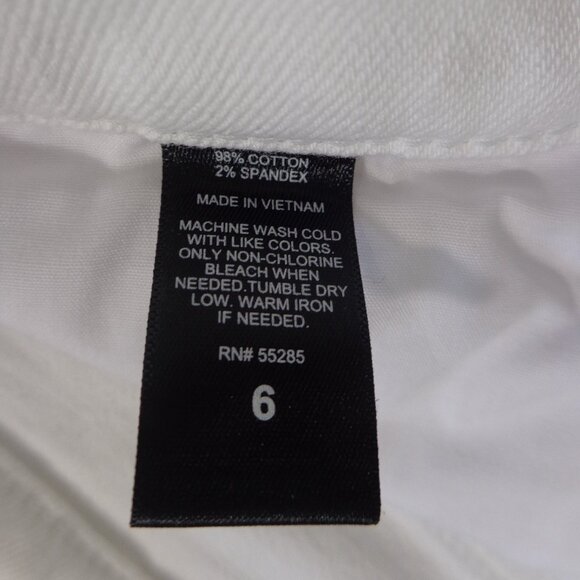 98% COTTON
2% SPANDEX
MADE IN VIETNAM
MACHINE WASH COLD
WITH LIKE COLORS.
ONLY NON-CHLORINE
BLEACH WHEN
NEEDED.TUMBLE DRY
LOW. WARM IRON
IF NEEDED.
RN# 55285
6